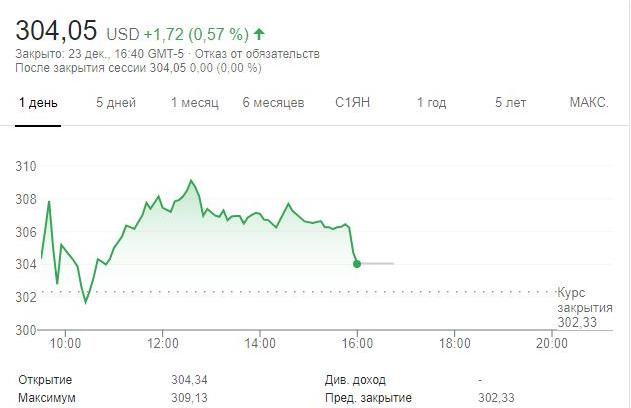 304,05 USD +1,72 (0,57 %)
Закрыто: 23 дек., 16:40 GMT-5 · Отказ от обязательств
После закрытия сессии 304,05 0,00 (0,00 %)
1 день 5 дней 1 месяц 6 месяцев С1ЯН 1 год 5 лет МАКС.
310
308
306
304
302
300
Курс
закрытия
302,33
10:00 12:00 14:00 16:00 18:00 20:00
Открытие 304,34 Див. доход -
Максимум 309,13 Пред. закрытие 302,33